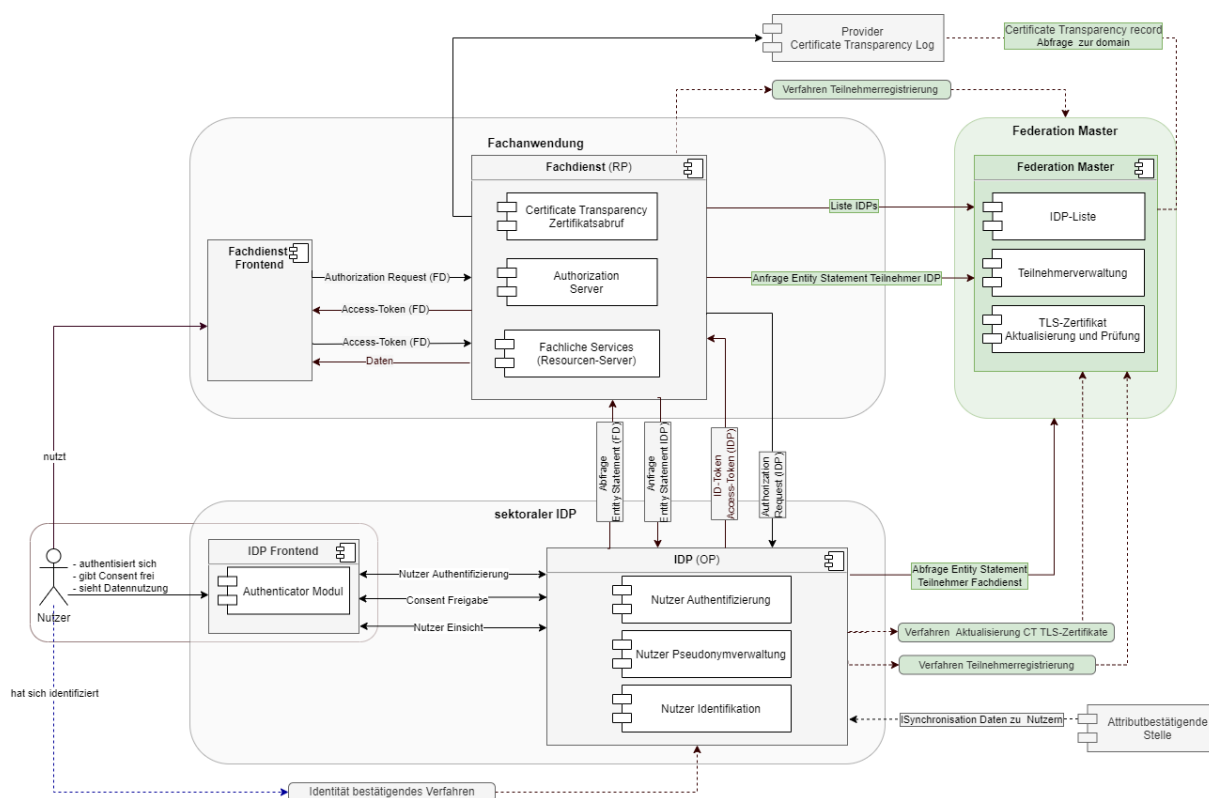 Provider
Certificate Transparency Log
Certificate Transparency record
Abfrage zur domain
Verfahren Teilnehmerregistrierung
Fachanwendung
Federation Master
Fachdienst (RP)
Federation Master
Certificate Transparency
Zertifikatsabruf
Liste IDPs
IDP-Liste
Fachdienst
Frontend
Authorization Request (FD)
Authorization
Server
Anfrage Entity Statement Teilnehmer IDP
Teilnehmerverwaltung
Access-Token (FD)
Access-Token (FD)
Daten
Fachliche Services
(Resourcen-Server)
TLS-Zertifikat
Aktualisierung und Prüfung
nutzt
Abfrage
Entity Statement (FD)
Anfrage
Entity Statement IDP)
ID-Token
Access-Token (IDP)
Authorization
Request (IDP)
sektoraler IDP
IDP Frontend
IDP (OP)
- authentisiert sich
- gibt Consent frei
- sieht Datennutzung
Nutzer
Authenticator Modul
Nutzer Authentifizierung
Consent Freigabe
Nutzer Einsicht
Nutzer Authentifizierung
Nutzer Pseudonymverwaltung
Nutzer Identifikation
Abfrage Entity Statement
Teilnehmer Fachdienst
Verfahren Aktualisierung CT TLS-Zertifikate
Verfahren Teilnehmerregistrierung
hat sich identifiziert
lSynchronisation Daten zu Nutzern
Attributbestätigende
Stelle
Identität bestätigendes Verfahren